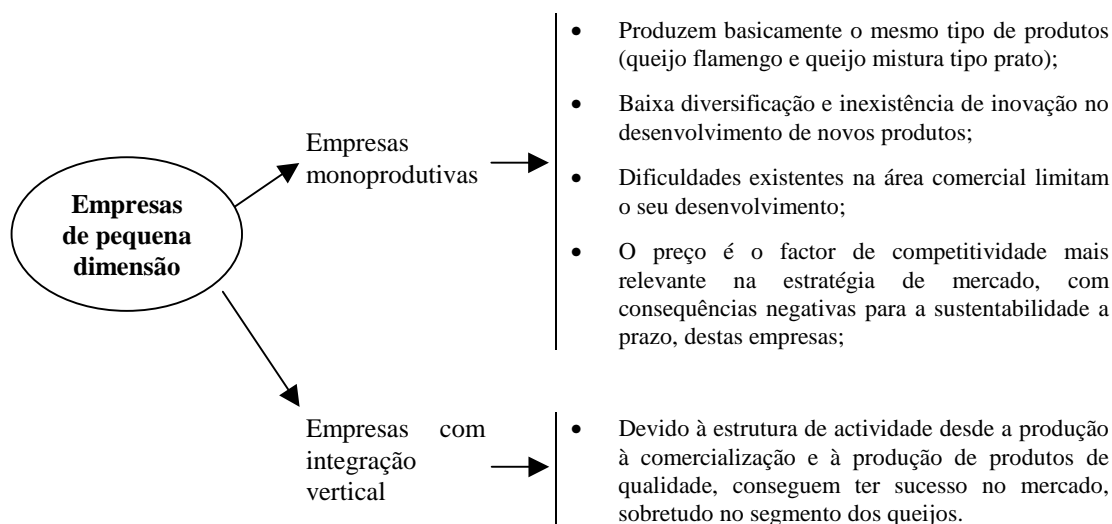 Empresas
de pequena
dimensão
Empresas
monoprodutivas
• Produzem basicamente o mesmo tipo de produtos
(queijo flamengo e queijo mistura tipo prato);
• Baixa diversificação e inexistência de inovação no
desenvolvimento de novos produtos;
• Dificuldades existentes na área comercial limitam
o seu desenvolvimento;
• O preço é o factor de competitividade mais
relevante na estratégia de mercado, com
consequências negativas para a sustentabilidade a
prazo, destas empresas;
Empresas com
integração
vertical
• Devido à estrutura de actividade desde a produção
à comercialização e à produção de produtos de
qualidade, conseguem ter sucesso no mercado,
sobretudo no segmento dos queijos.